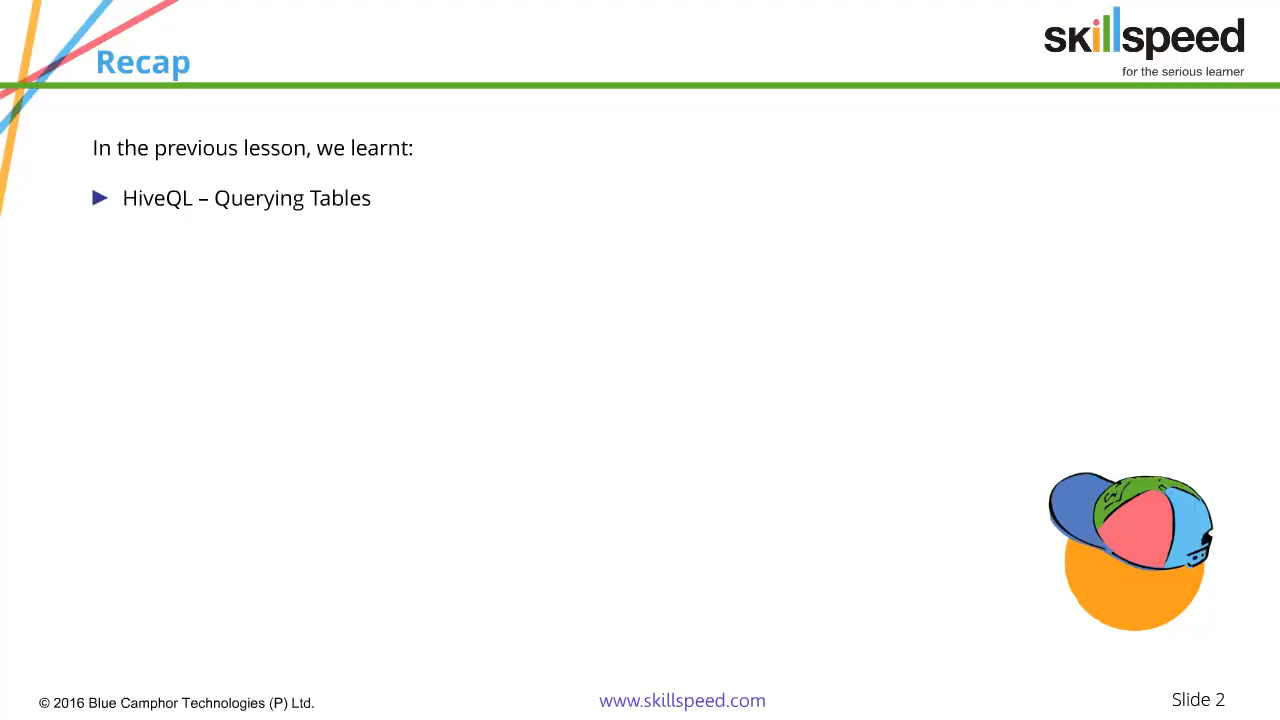 Recap
skillspeed
for the serious learner
In the previous lesson, we learnt:
► HiveQL – Querying Tables
© 2016 Blue Camphor Technologies (P) Ltd.
www.skillspeed.com
Slide 2